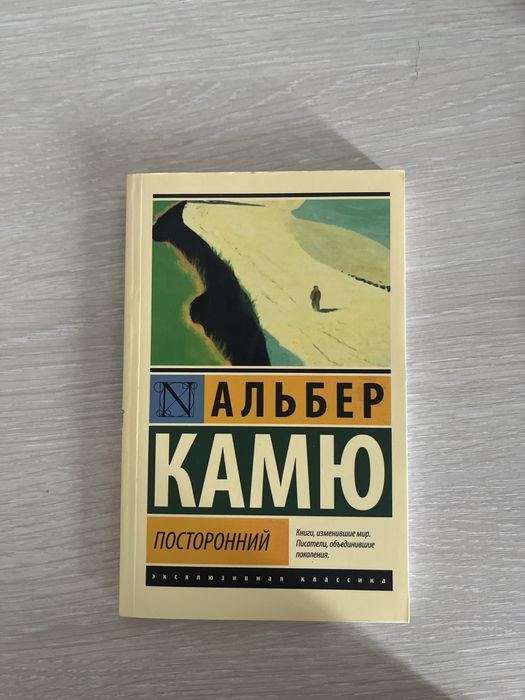 N АЛЬБЕР
КАМЮ
ПОСТОРОННИЙ
Книги, изменившие мир.
Писатели, объединившие
поколения.
эксклюзивная классика